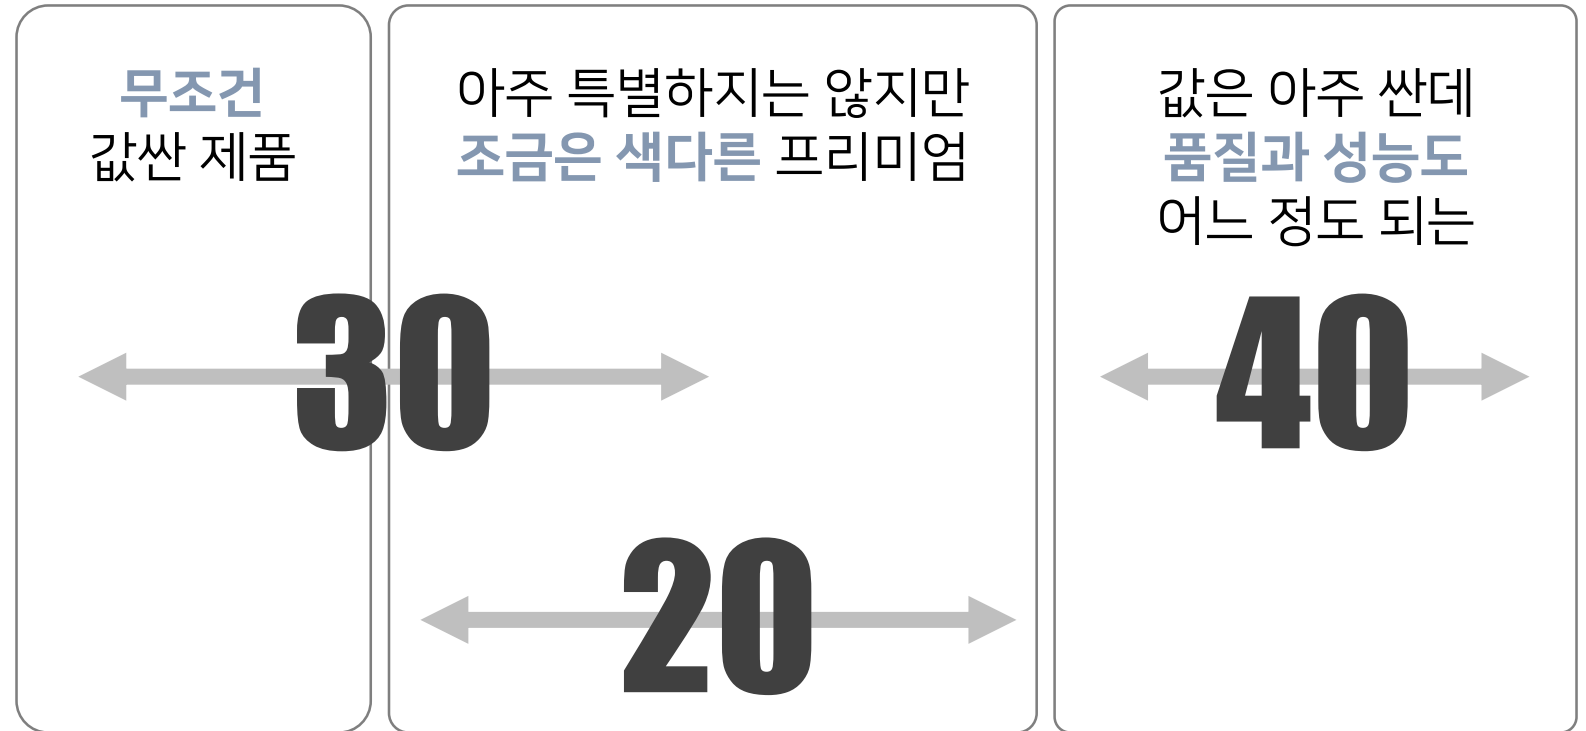 무조건
값싼 제품
아주 특별하지는 않지만
조금은 색다른 프리미엄
값은 아주 싼데
품질과 성능도
어느 정도 되는
30
40
20